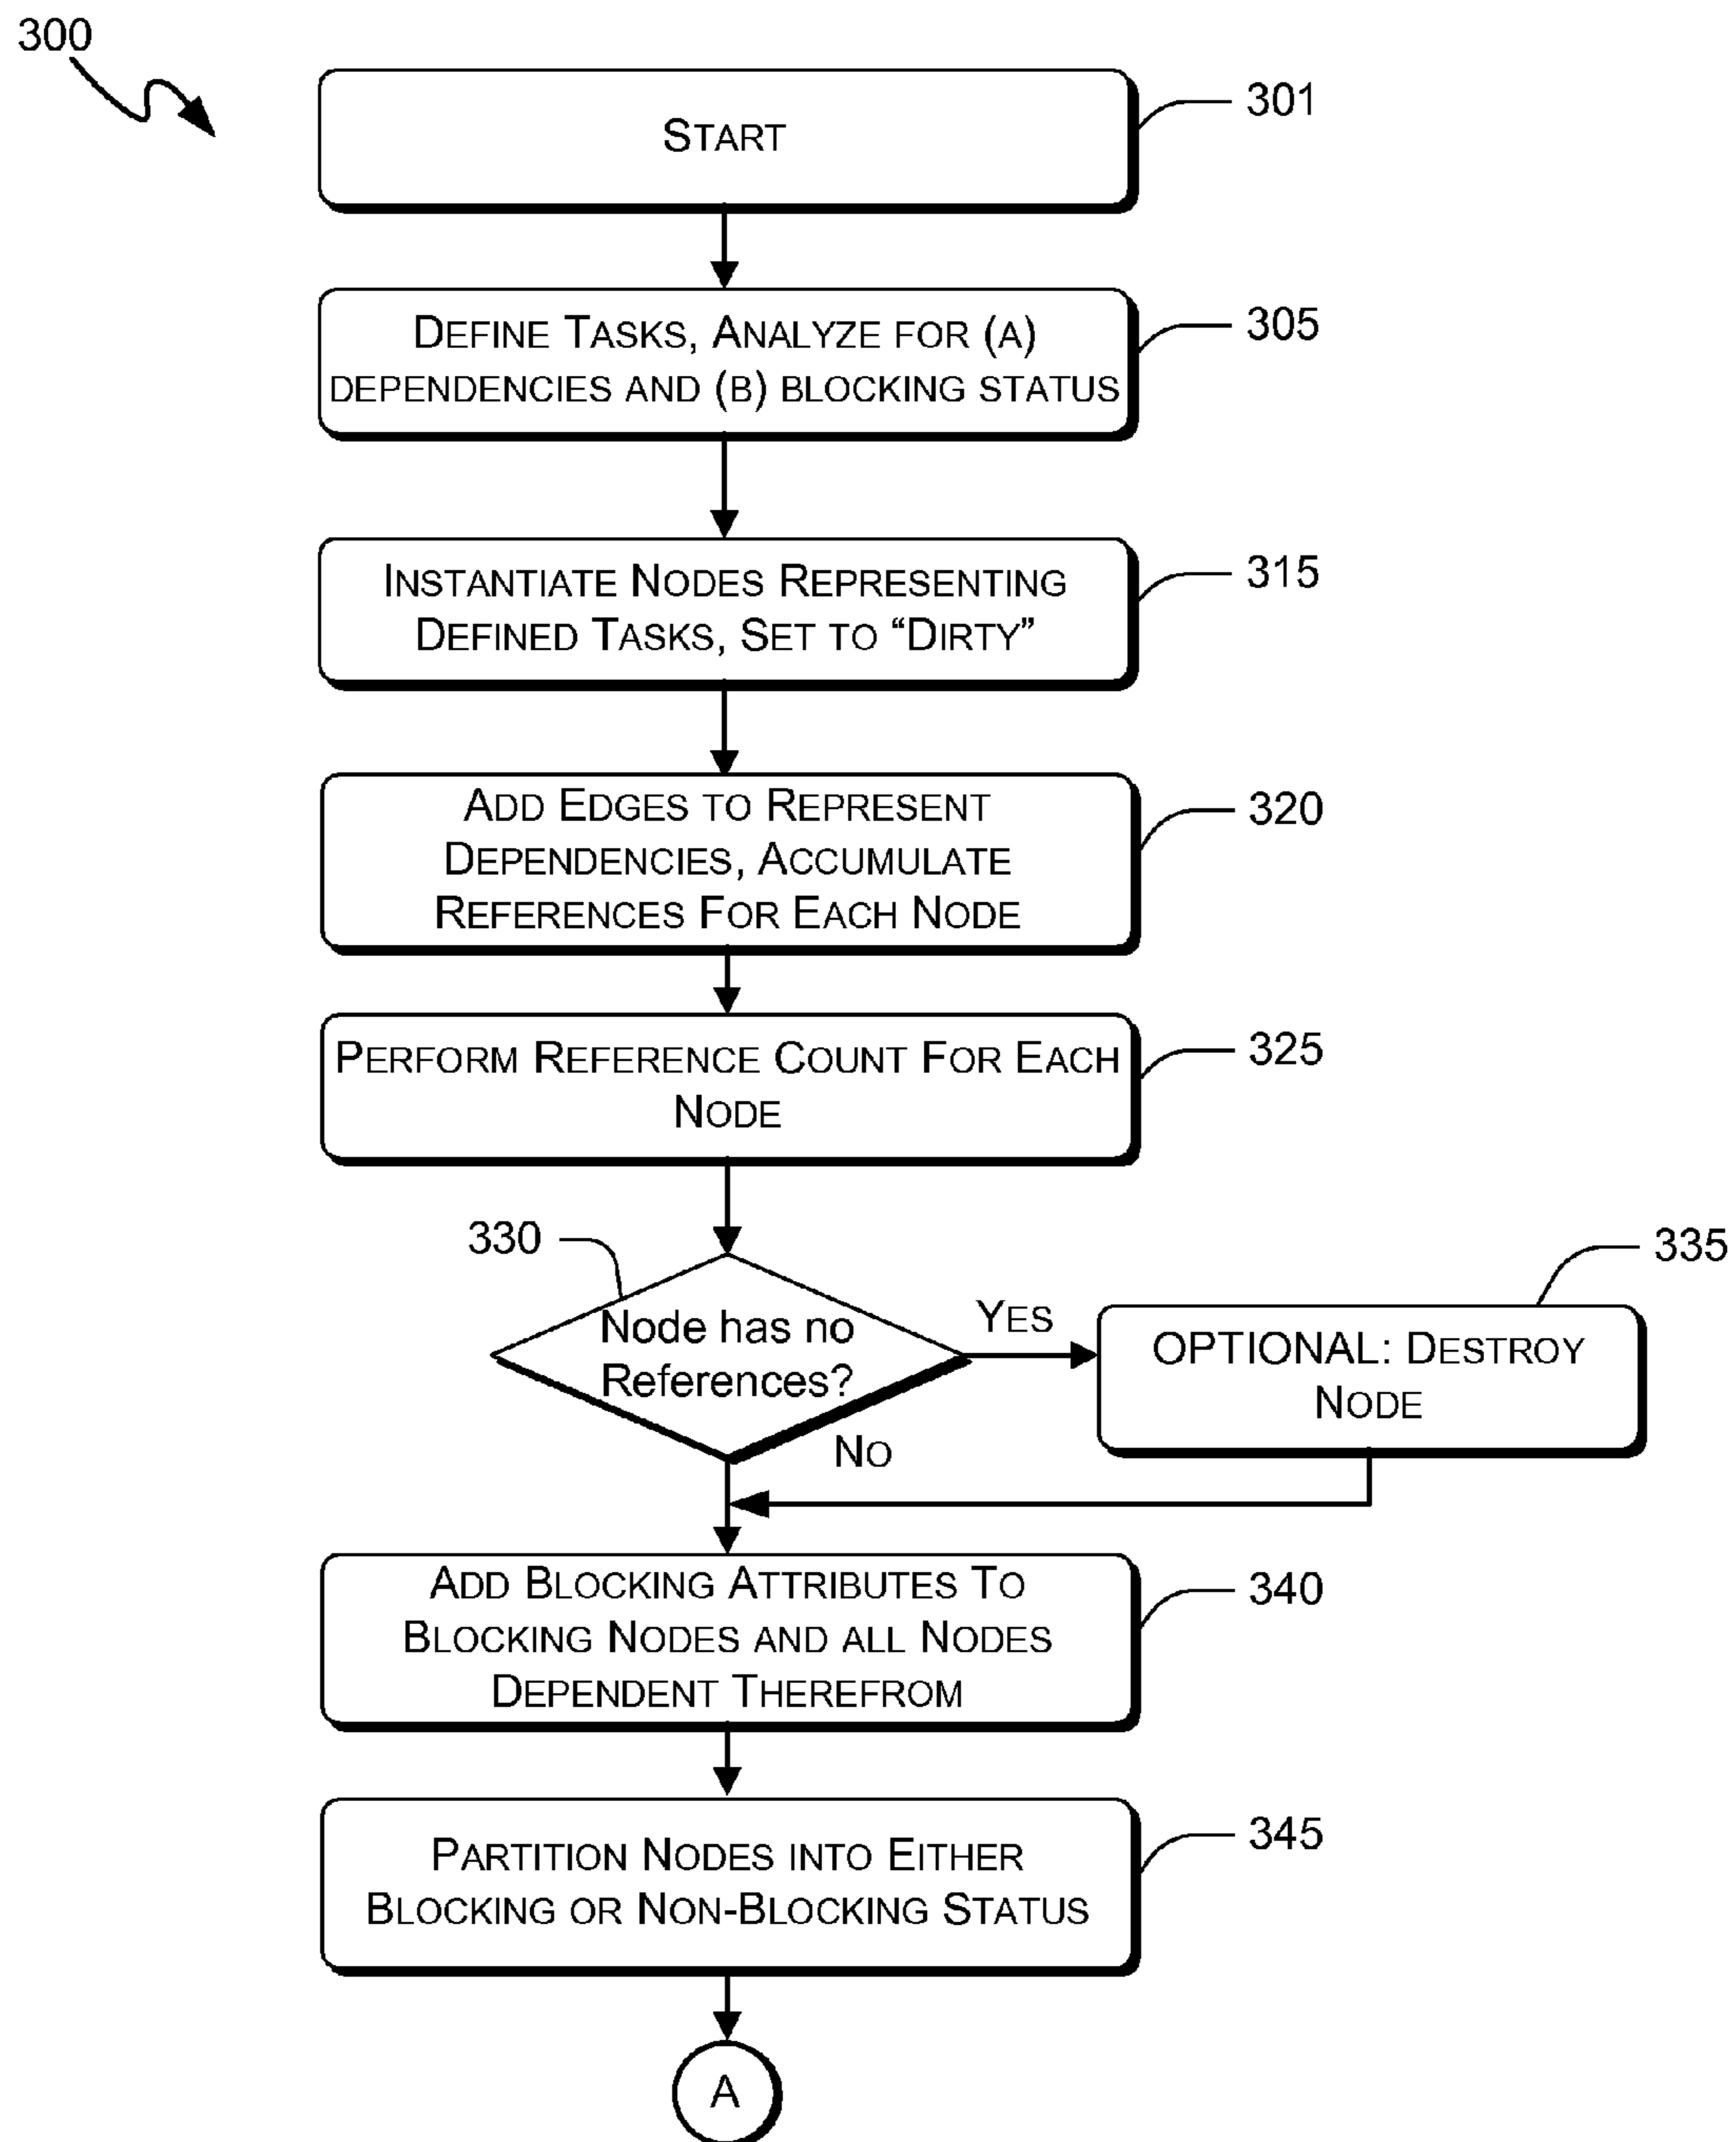 300
START
301
DEFINE TASKS, ANALYZE FOR (A)
DEPENDENCIES AND (B) BLOCKING STATUS
305
INSTANTIATE NODES REPRESENTING
DEFINED TASKS, SET TO “DIRTY”
315
ADD EDGES TO REPRESENT
DEPENDENCIES, ACCUMULATE
REFERENCES FOR EACH NODE
320
PERFORM REFERENCE COUNT FOR EACH
NODE
325
330
Node has no
References?
YES
NO
335
OPTIONAL: DESTROY
NODE
ADD BLOCKING ATTRIBUTES TO
BLOCKING NODES AND ALL NODES
DEPENDENT THEREFROM
340
PARTITION NODES INTO EITHER
BLOCKING OR NON-BLOCKING STATUS
345
A